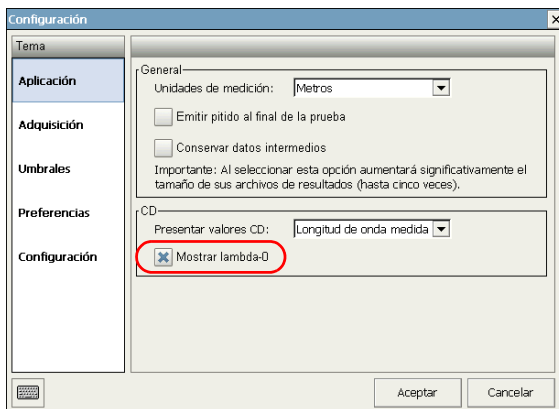 Configuración
Tema
Aplicación
Adquisición
Umbrales
Preferencias
Configuración
General
Unidades de medición: Metros
Emitir pitido al final de la prueba
Conservar datos intermedios
Importante: Al seleccionar esta opción aumentará significativamente el
tamaño de sus archivos de resultados (hasta cinco veces).
CD
Presentar valores CD: Longitud de onda medida
Mostrar lambda-0
Aceptar
Cancelar